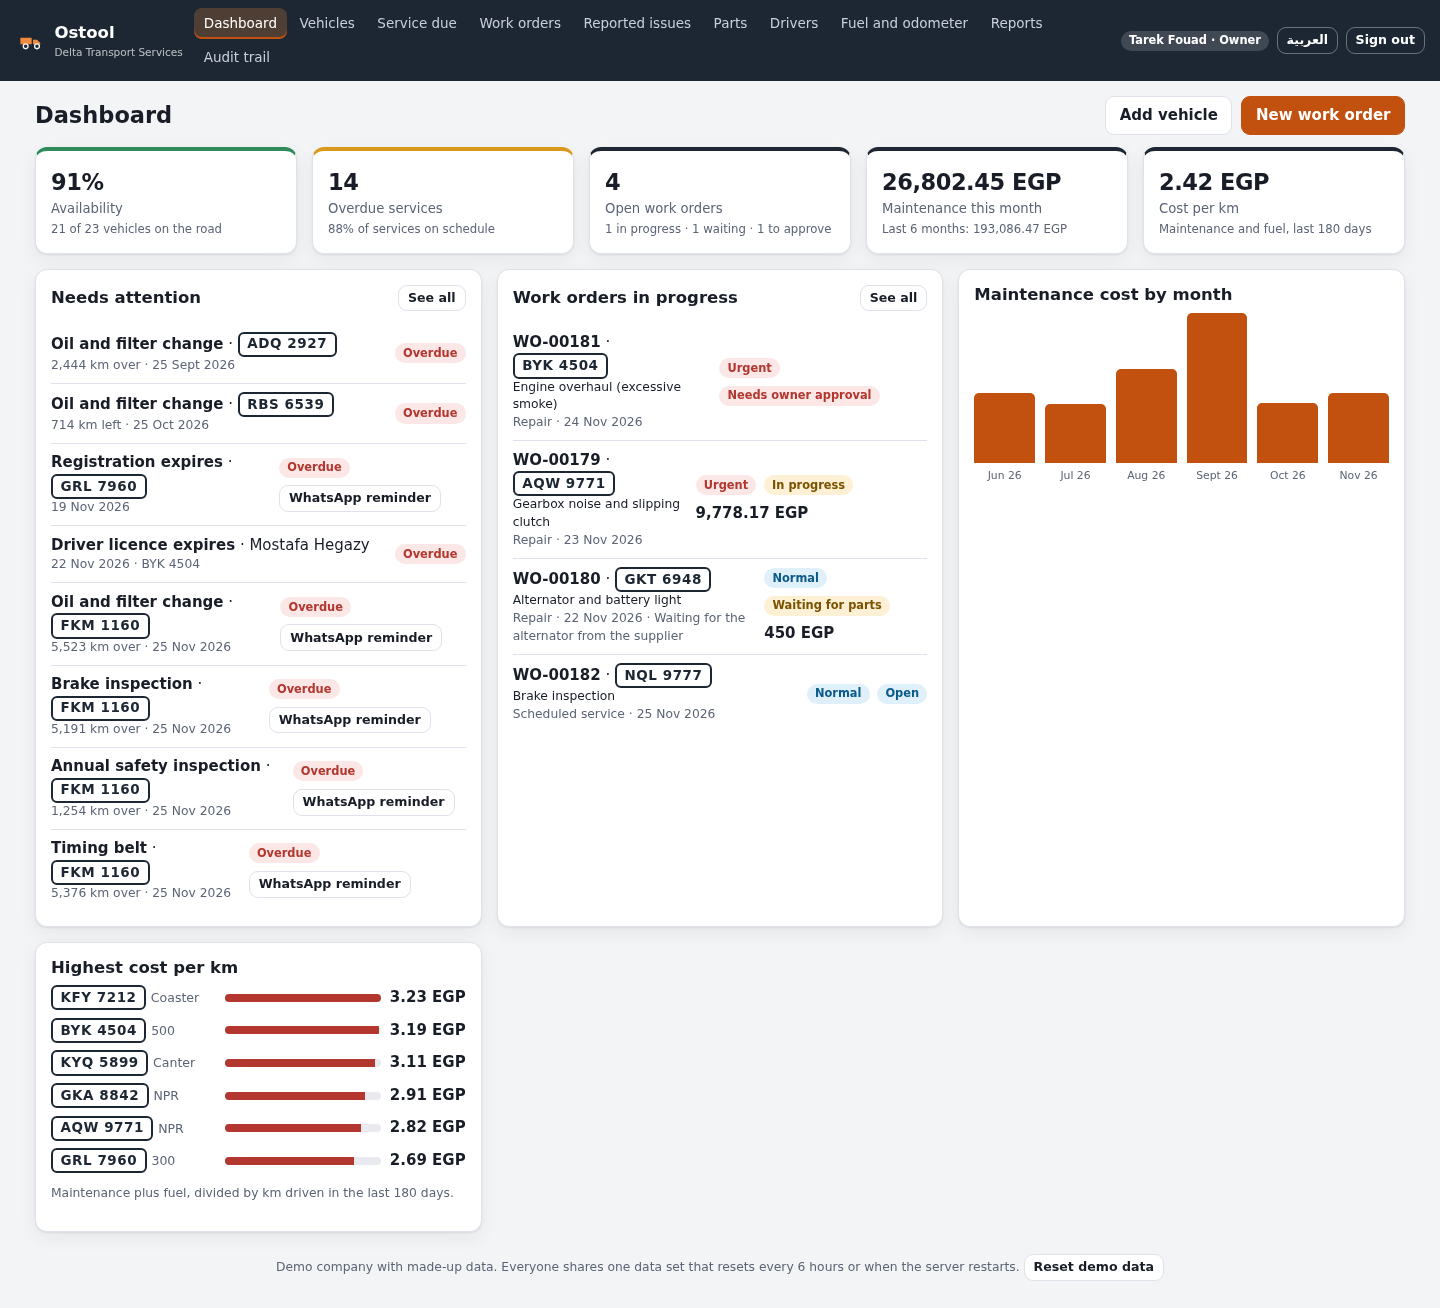 Ostool
Delta Transport Services
Dashboard
Vehicles
Service due
Work orders
Reported issues
Parts
Drivers
Fuel and odometer
Reports
Audit trail
Tarek Fouad · Owner
العربية
Sign out
Dashboard
Add vehicle
New work order
91%
Availability
21 of 23 vehicles on the road
14
Overdue services
88% of services on schedule
4
Open work orders
1 in progress · 1 waiting · 1 to approve
26,802.45 EGP
Maintenance this month
Last 6 months: 193,086.47 EGP
2.42 EGP
Cost per km
Maintenance and fuel, last 180 days
Needs attention
See all
Oil and filter change · ADQ 2927
2,444 km over · 25 Sept 2026
Overdue
Oil and filter change · RBS 6539
714 km left · 25 Oct 2026
Overdue
Registration expires ·
GRL 7960
19 Nov 2026
Overdue
WhatsApp reminder
Driver licence expires · Mostafa Hegazy
22 Nov 2026 · BYK 4504
Overdue
Oil and filter change ·
FKM 1160
5,523 km over · 25 Nov 2026
Overdue
WhatsApp reminder
Brake inspection ·
FKM 1160
5,191 km over · 25 Nov 2026
Overdue
WhatsApp reminder
Annual safety inspection ·
FKM 1160
1,254 km over · 25 Nov 2026
Overdue
WhatsApp reminder
Timing belt ·
FKM 1160
5,376 km over · 25 Nov 2026
Overdue
WhatsApp reminder
Work orders in progress
See all
WO-00181 ·
BYK 4504
Engine overhaul (excessive
smoke)
Repair · 24 Nov 2026
Urgent
Needs owner approval
WO-00179 ·
AQW 9771
Gearbox noise and slipping
clutch
Repair · 23 Nov 2026
Urgent
In progress
9,778.17 EGP
WO-00180 · GKT 6948
Alternator and battery light
Repair · 22 Nov 2026 · Waiting for the
alternator from the supplier
Normal
Waiting for parts
450 EGP
WO-00182 · NQL 9777
Brake inspection
Scheduled service · 25 Nov 2026
Normal
Open
Maintenance cost by month
Jun 26
Jul 26
Aug 26
Sept 26
Oct 26
Nov 26
Highest cost per km
KFY 7212 Coaster 3.23 EGP
BYK 4504 500 3.19 EGP
KYQ 5899 Canter 3.11 EGP
GKA 8842 NPR 2.91 EGP
AQW 9771 NPR 2.82 EGP
GRL 7960 300 2.69 EGP
Maintenance plus fuel, divided by km driven in the last 180 days.
Demo company with made-up data. Everyone shares one data set that resets every 6 hours or when the server restarts.
Reset demo data